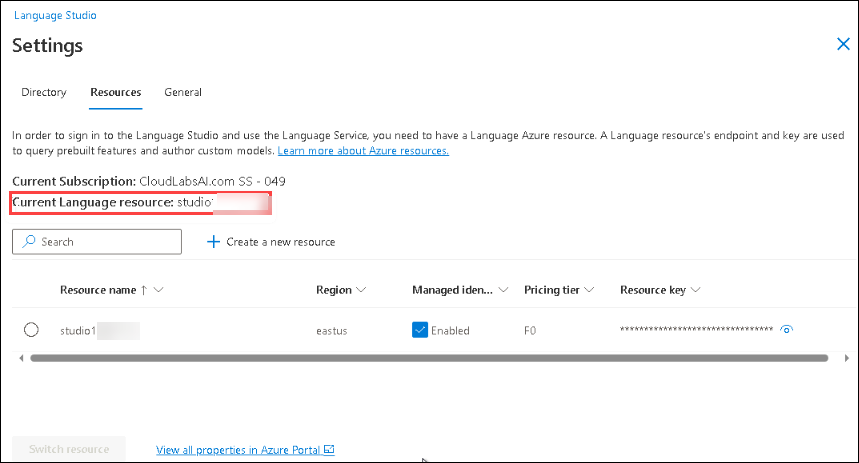 Language Studio
Settings
Directory Resources General
In order to sign in to the Language Studio and use the Language Service, you need to have a Language Azure resource. A Language resource's endpoint and key are used
to query prebuilt features and author custom models. Learn more about Azure resources.
Current Subscription: CloudLabsAI.com SS - 049
Current Language resource: studio1
Search + Create a new resource
Resource name ↑ Region Managed iden... Pricing tier Resource key
studio1 eastus Enabled F0 ********************************
Switch resource View all properties in Azure Portal